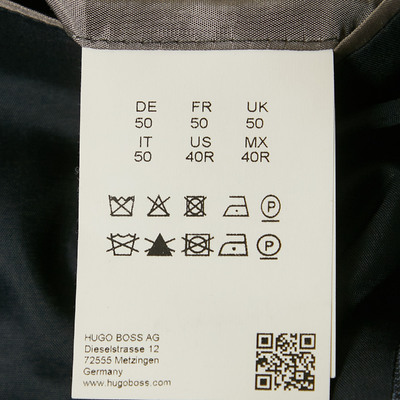 DE FR UK
50 50 50
IT US MX
50 40R 40R
P
P
HUGO BOSS AG
Dieselstrasse 12
72555 Metzingen
Germany
www.hugoboss.com